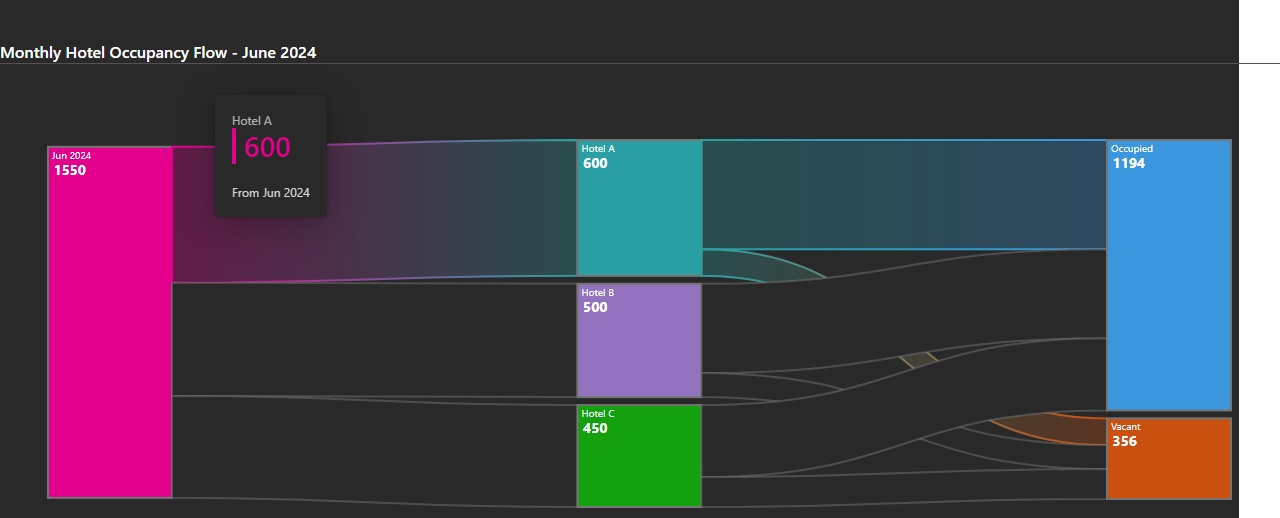 Monthly Hotel Occupancy Flow - June 2024
Hotel A
600
From Jun 2024
Jun 2024
1550
Hotel A
600
Hotel B
500
Hotel C
450
Occupied
1194
Vacant
356